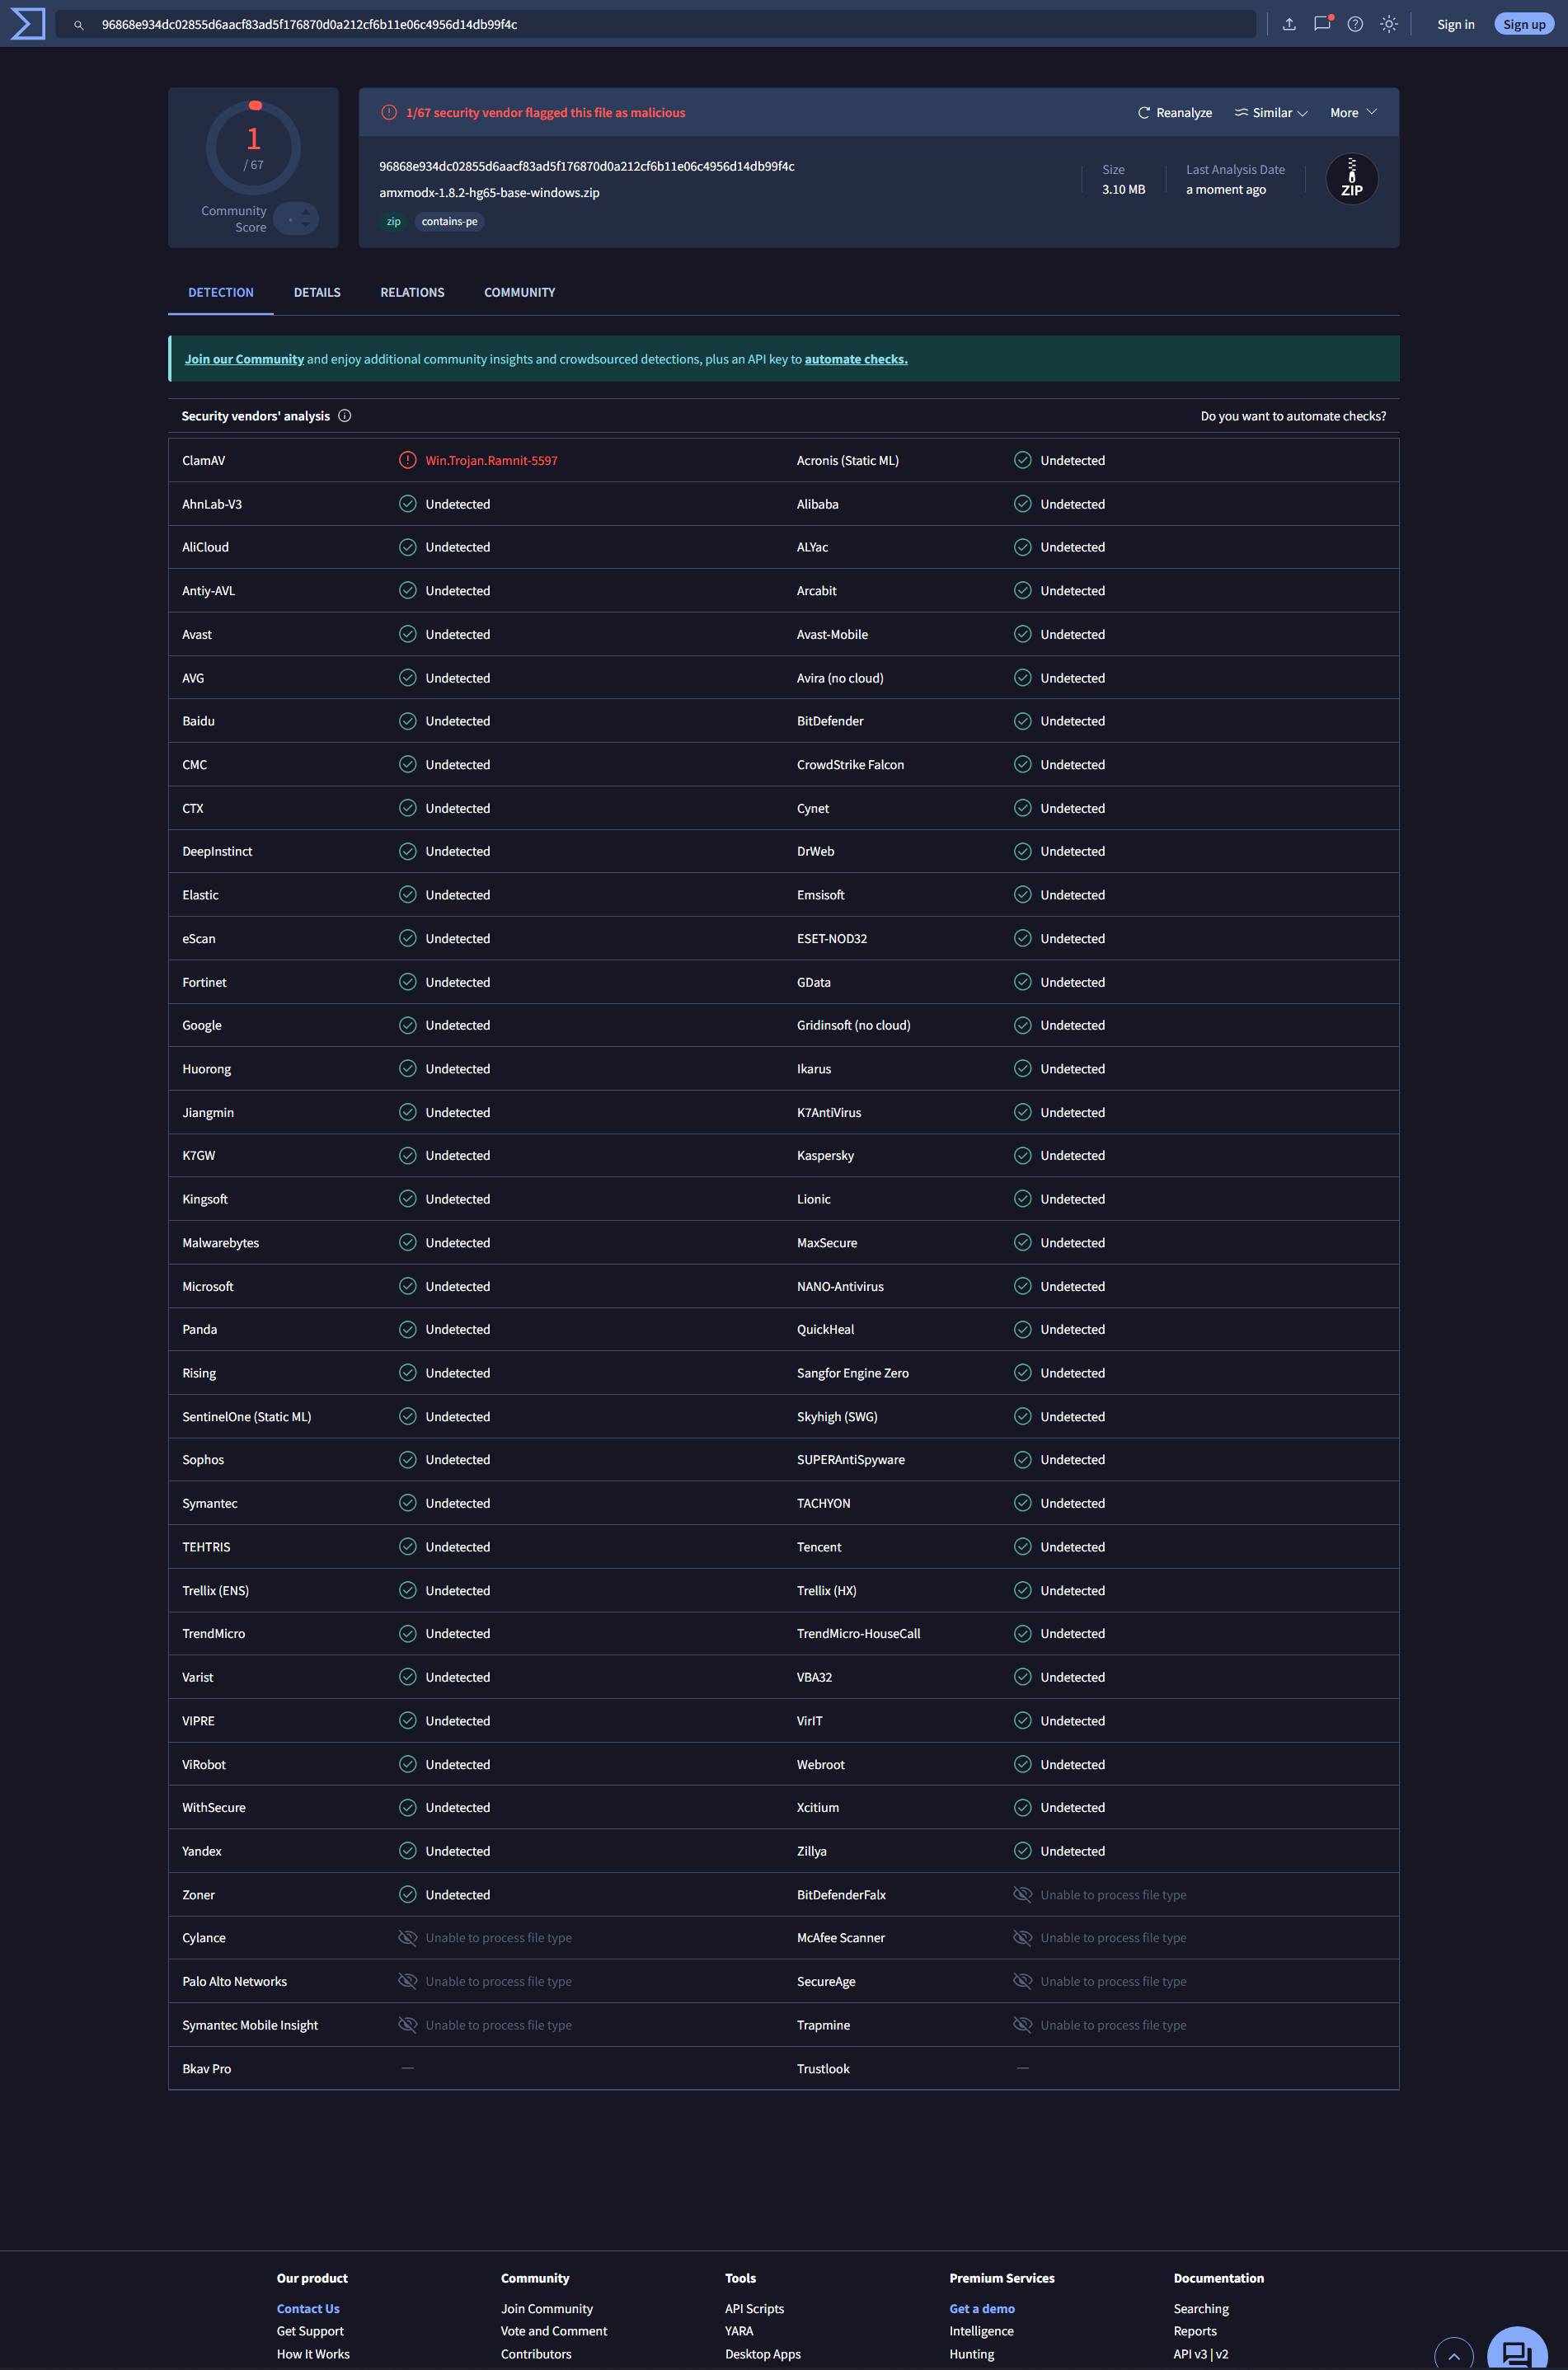 96868e934dc02855d6aacf83ad5f176870d0a212cf6b11e06c4956d14db99f4c
Sign in
Sign up
1
/ 67
Community
Score
1/67 security vendor flagged this file as malicious
Reanalyze
Similar
More
96868e934dc02855d6aacf83ad5f176870d0a212cf6b11e06c4956d14db99f4c
amxmodx-1.8.2-hg65-base-windows.zip
zip
contains-pe
Size
3.10 MB
Last Analysis Date
a moment ago
ZIP
DETECTION
DETAILS
RELATIONS
COMMUNITY
Join our Community and enjoy additional community insights and crowdsourced detections, plus an API key to automate checks.
Security vendors' analysis
Do you want to automate checks?
ClamAV Win.Trojan.Ramnit-5597 Acronis (Static ML) Undetected
AhnLab-V3 Undetected Alibaba Undetected
AliCloud Undetected ALYac Undetected
Antiy-AVL Undetected Arcabit Undetected
Avast Undetected Avast-Mobile Undetected
AVG Undetected Avira (no cloud) Undetected
Baidu Undetected BitDefender Undetected
CMC Undetected CrowdStrike Falcon Undetected
CTX Undetected Cynet Undetected
DeepInstinct Undetected DrWeb Undetected
Elastic Undetected Emsisoft Undetected
eScan Undetected ESET-NOD32 Undetected
Fortinet Undetected GData Undetected
Google Undetected Gridinsoft (no cloud) Undetected
Huorong Undetected Ikarus Undetected
Jiangmin Undetected K7AntiVirus Undetected
K7GW Undetected Kaspersky Undetected
Kingsoft Undetected Lionic Undetected
Malwarebytes Undetected MaxSecure Undetected
Microsoft Undetected NANO-Antivirus Undetected
Panda Undetected QuickHeal Undetected
Rising Undetected Sangfor Engine Zero Undetected
SentinelOne (Static ML) Undetected Skyhigh (SWG) Undetected
Sophos Undetected SUPERAntiSpyware Undetected
Symantec Undetected TACHYON Undetected
TEHTRIS Undetected Tencent Undetected
Trellix (ENS) Undetected Trellix (HX) Undetected
TrendMicro Undetected TrendMicro-HouseCall Undetected
Varist Undetected VBA32 Undetected
VIPRE Undetected VirIT Undetected
ViRobot Undetected Webroot Undetected
WithSecure Undetected Xcitium Undetected
Yandex Undetected Zillya Undetected
Zoner Undetected BitDefenderFalx Unable to process file type
Cylance Unable to process file type McAfee Scanner Unable to process file type
Palo Alto Networks Unable to process file type SecureAge Unable to process file type
Symantec Mobile Insight Unable to process file type Trapmine Unable to process file type
Bkav Pro — Trustlook —
Our product Community Tools Premium Services Documentation
Contact Us Join Community API Scripts Get a demo Searching
Get Support Vote and Comment YARA Intelligence Reports
How It Works Contributors Desktop Apps Hunting API v3 | v2